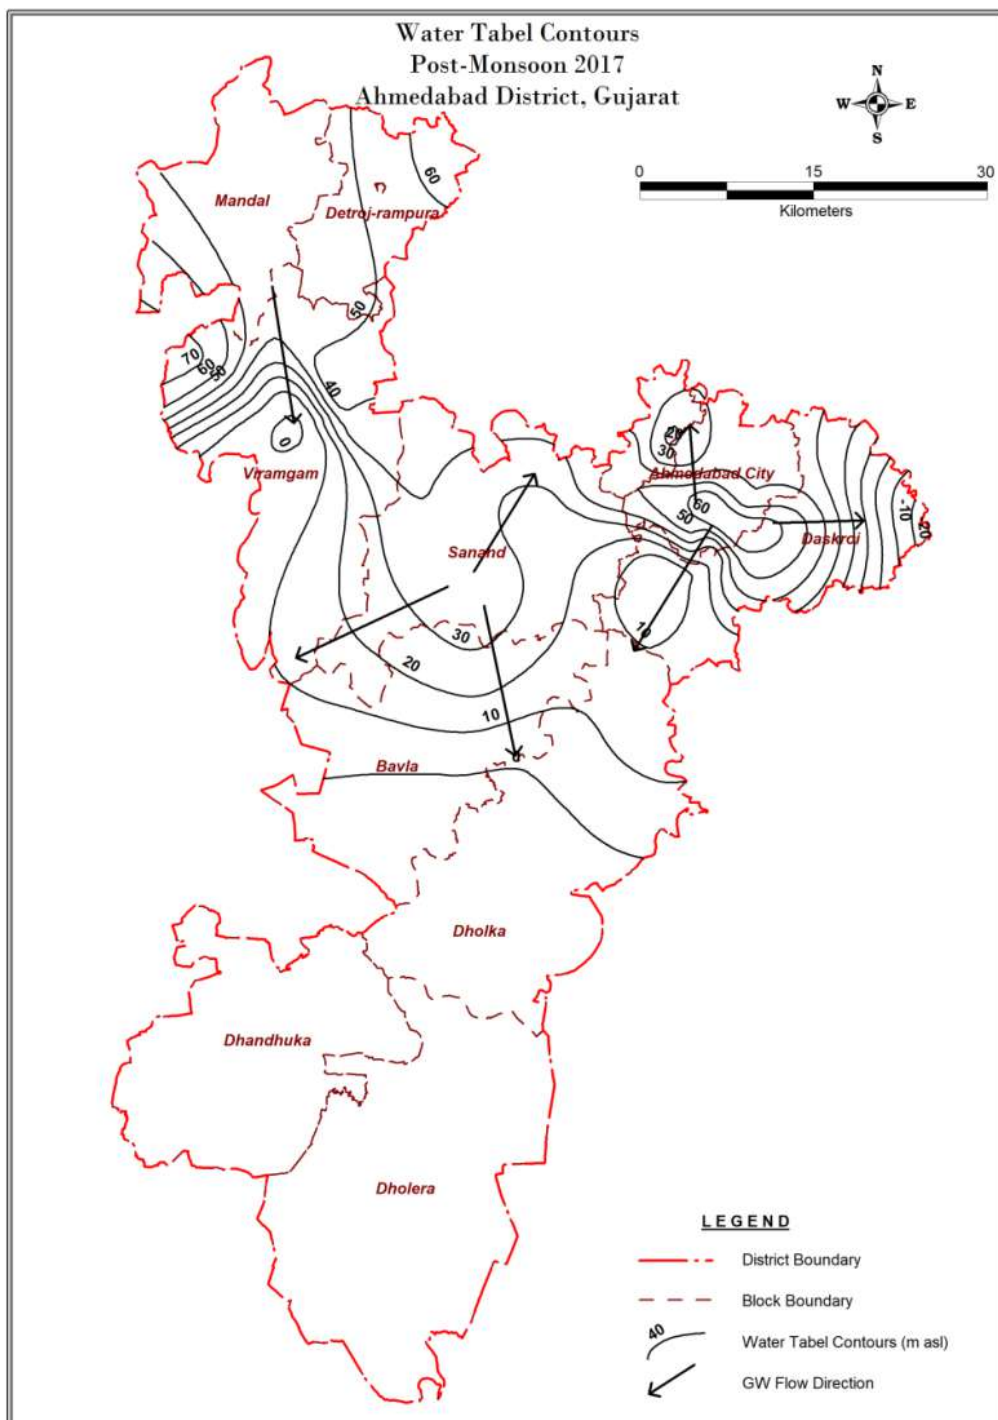 Water Tabel Contours
Post-Monsoon 2017
Ahmedabad District, Gujarat
N
W E
S
0 15 30
Kilometers
60
Mandal
Detroj-rampura
50
70
60
50
40
0
Viramgam
30
Ahmedabad City
60
50
-10
-20
Daskroi
Sanand
10
30
20
10
Bavla
0
Dholka
Dhandhuka
Dholera
LEGEND
District Boundary
Block Boundary
40
Water Tabel Contours (m asl)
GW Flow Direction